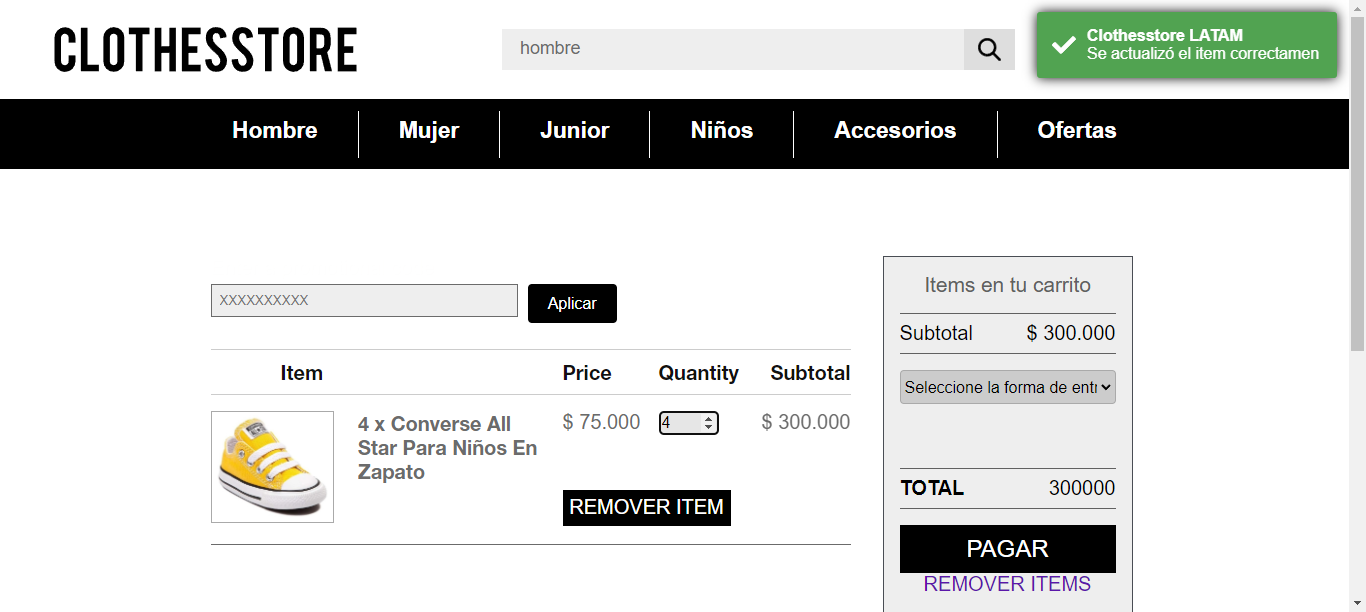 CLOTHESSTORE
hombre
Clothesstore LATAM
Se actualizó el item correctamen
Hombre
Mujer
Junior
Niños
Accesorios
Ofertas
XXXXXXXXXX
Aplicar
Item Price Quantity Subtotal
4 x Converse All
Star Para Niños En
Zapato
$ 75.000
4
$ 300.000
REMOVER ITEM
Items en tu carrito
Subtotal $ 300.000
Seleccione la forma de entr
TOTAL 300000
PAGAR
REMOVER ITEMS